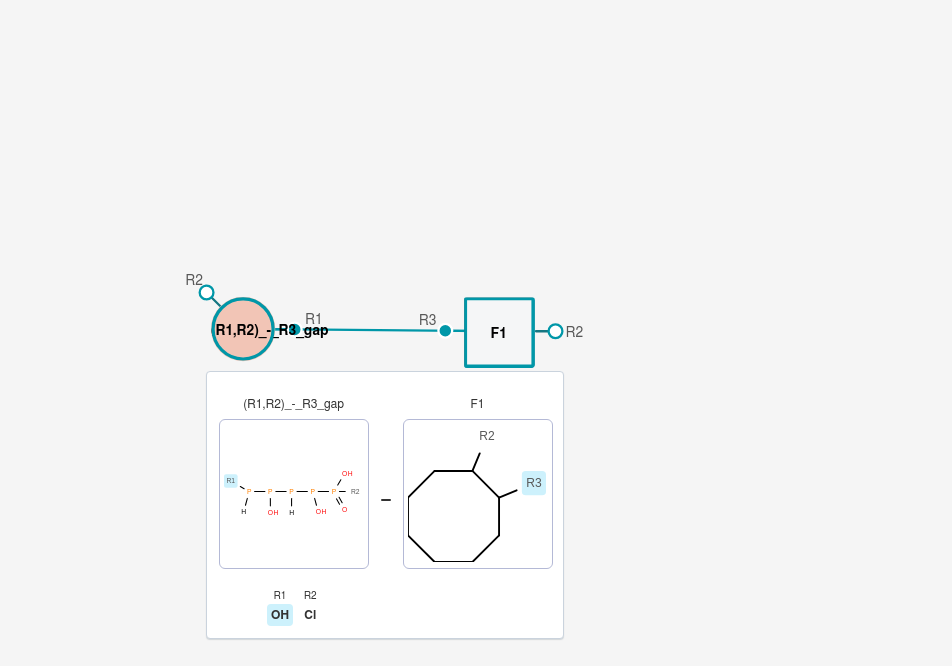 R2
R1
(R1,R2)_-_R3_gap
R3
F1
R2
(R1,R2)_-_R3_gap
F1
R1
P
P
P
P
P
R2
H
OH
H
OH
OH
O
R2
R3
R1 R2
OH Cl